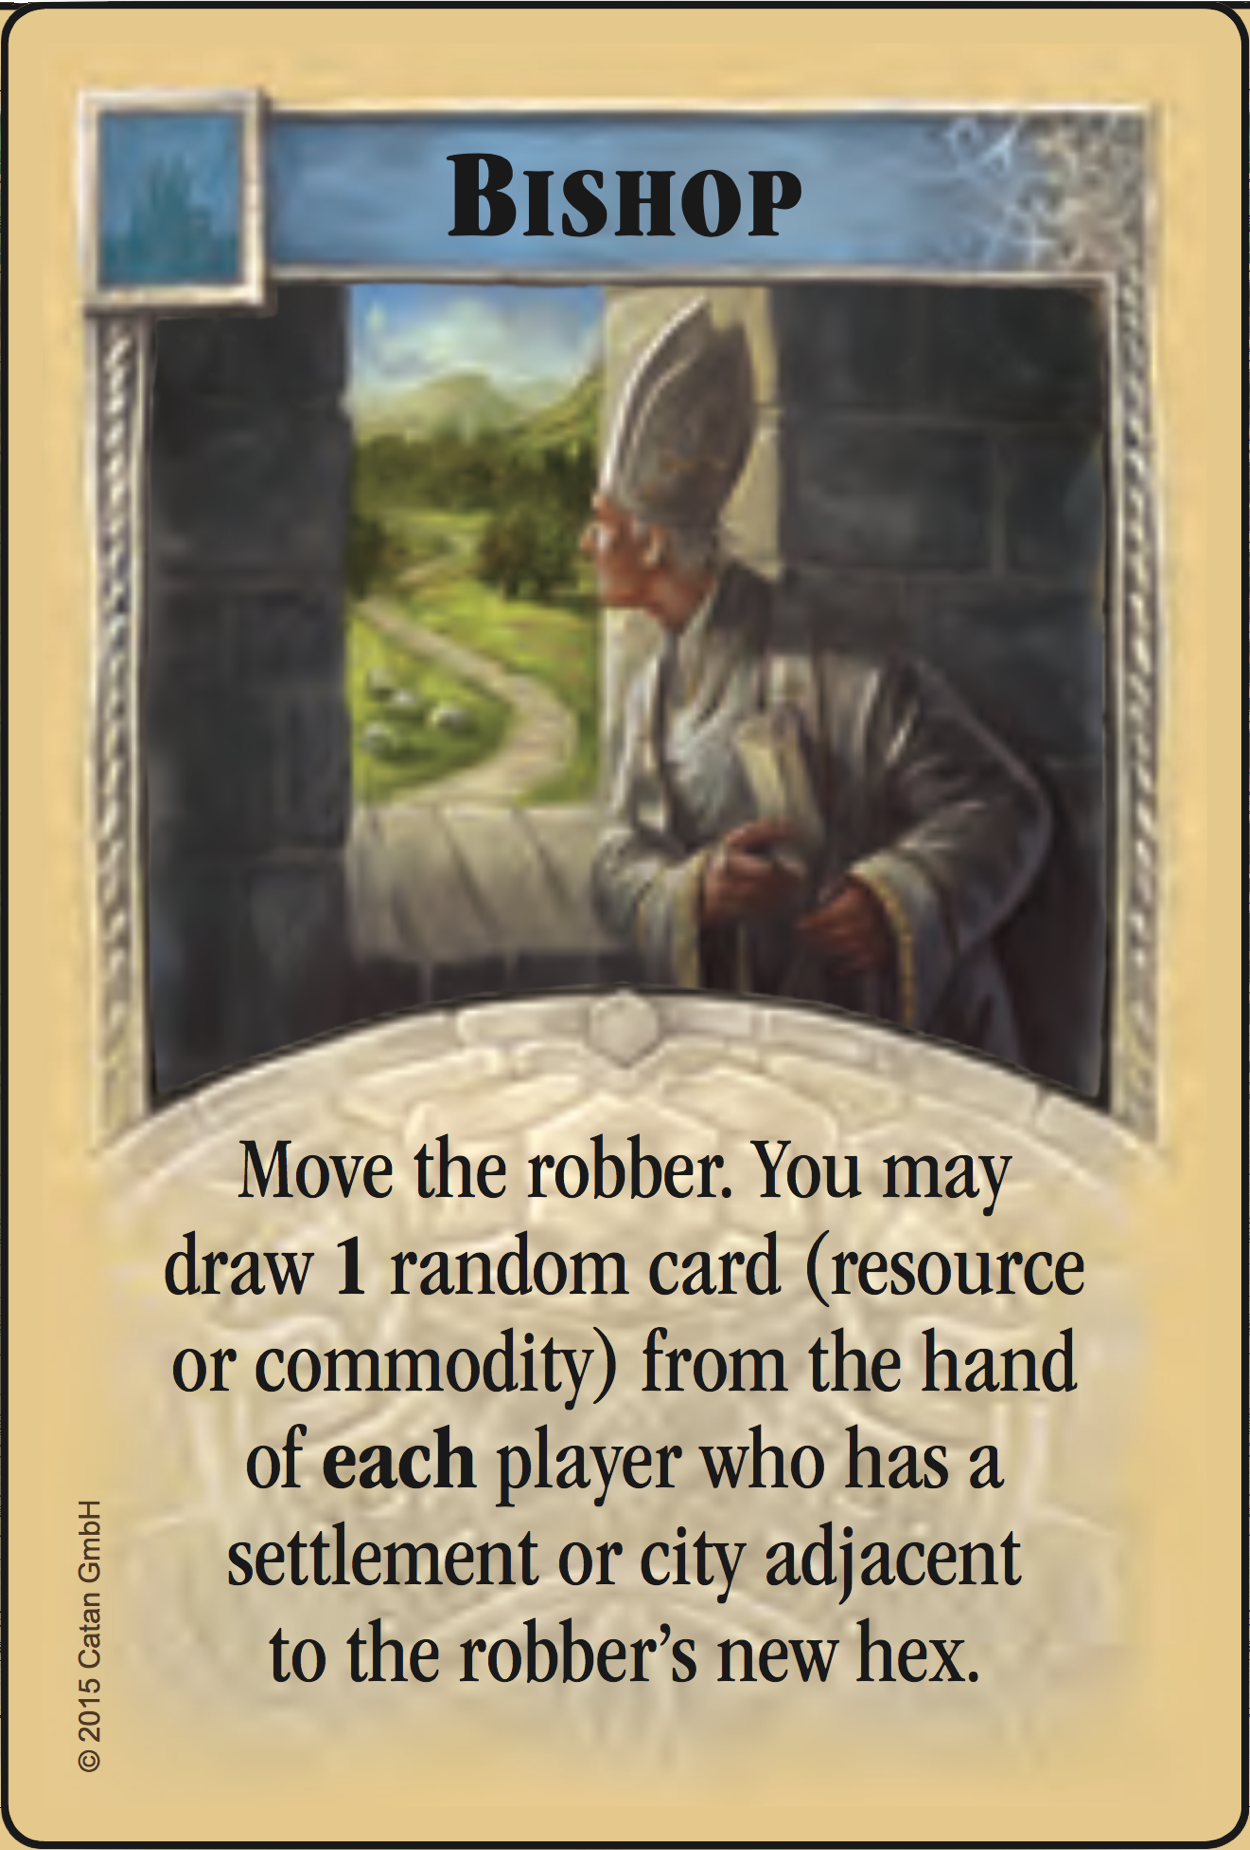 BISHOP
Move the robber. You may
draw 1 random card (resource
or commodity) from the hand
of each player who has a
settlement or city adjacent
to the robber’s new hex.
© 2015 Catan GmbH